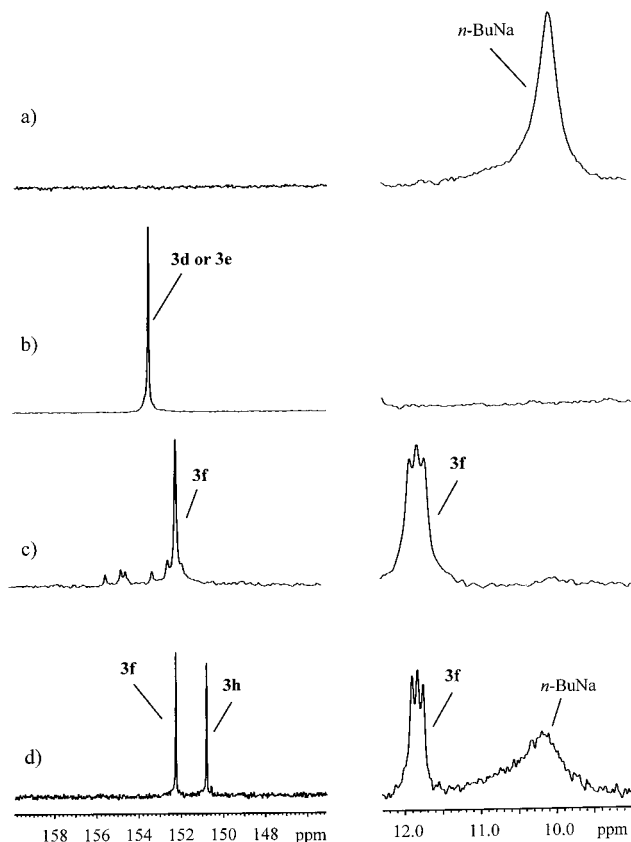 n-BuNa
a)
3d or 3e
b)
3f
3f
c)
3f
3h
3f
n-BuNa
d)
158 156 154 152 150 148 ppm
12.0 11.0 10.0 ppm